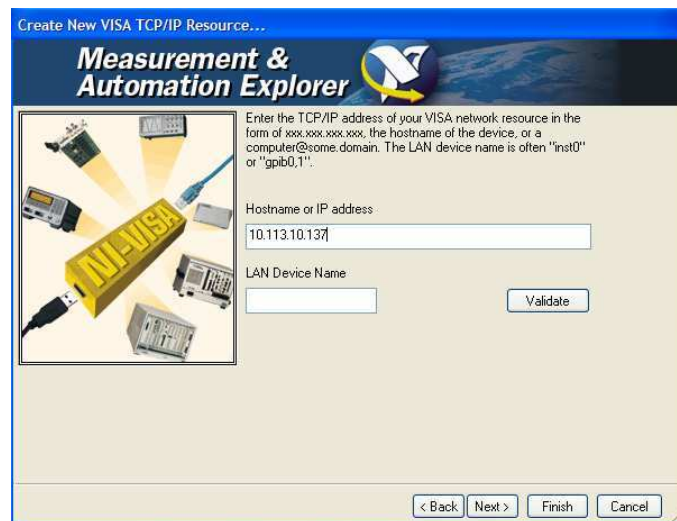 Create New VISA TCP/IP Resource...
Measurement &
Automation Explorer
NI-VISA
Enter the TCP/IP address of your VISA network resource in the
form of xxx.xxx.xxx.xxx, the hostname of the device, or a
computer@some.domain. The LAN device name is often "inst0"
or "gpib0,1".
Hostname or IP address
10.113.10.137
LAN Device Name
Validate
< Back Next > Finish Cancel